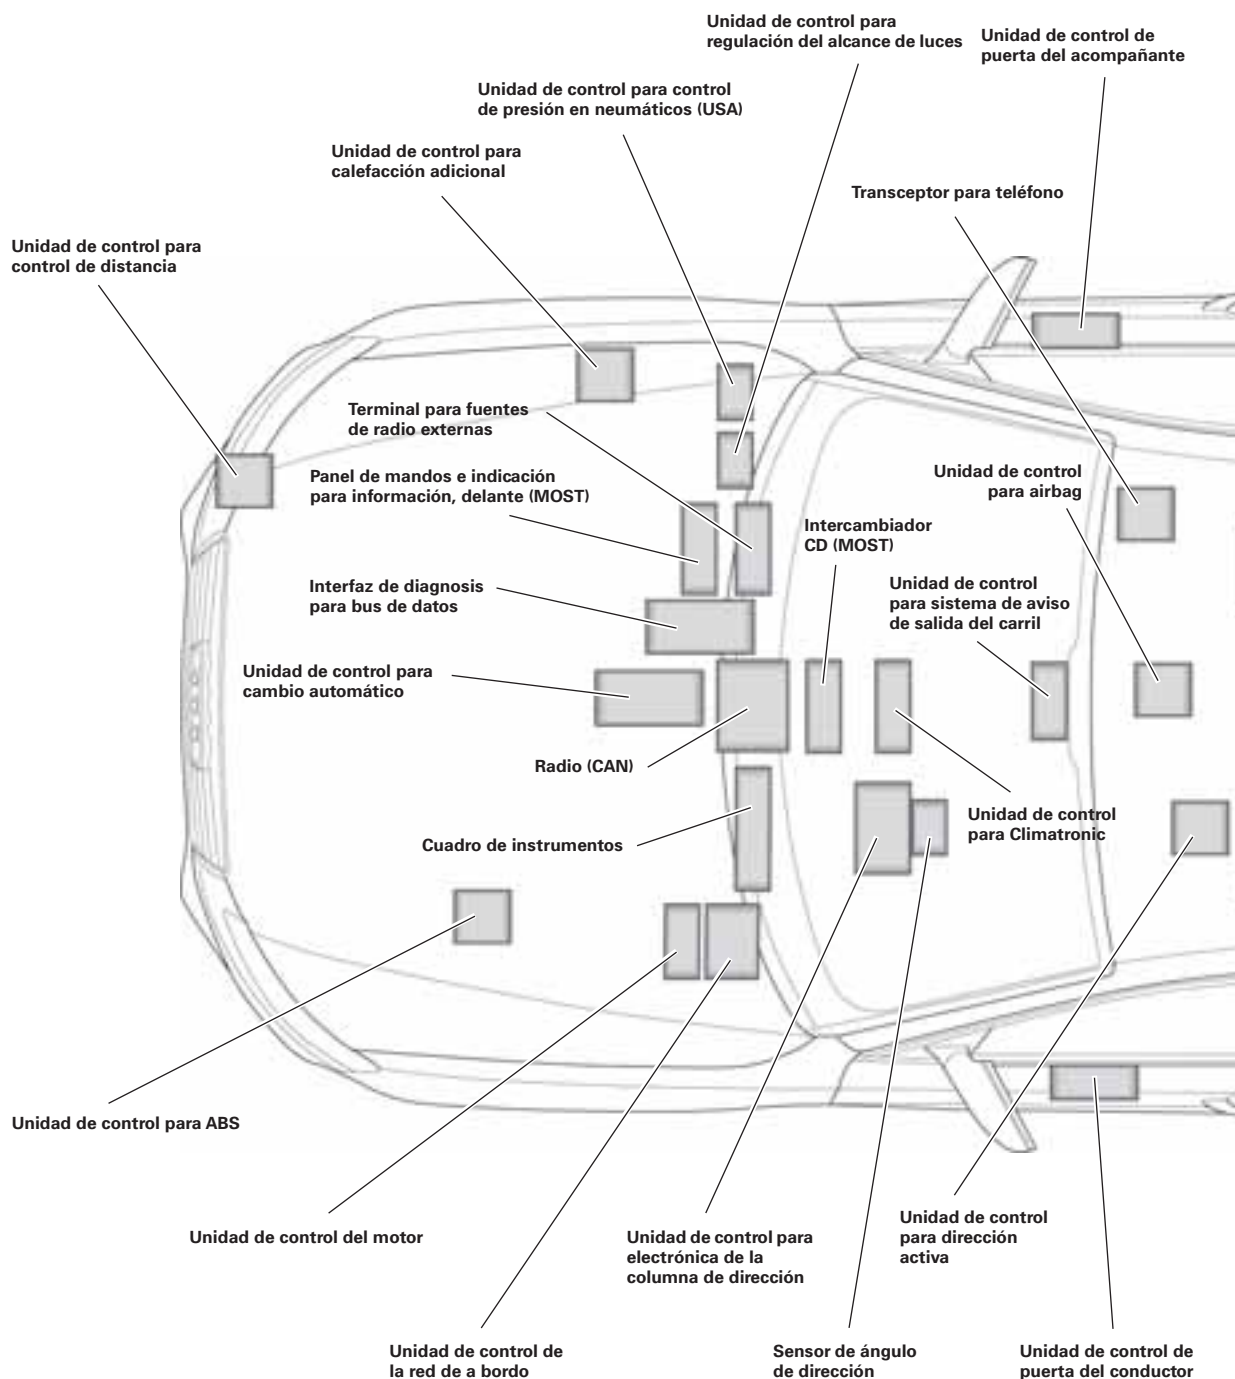 Unidad de control para
regulación del alcance de luces
Unidad de control de
puerta del acompañante
Unidad de control para control
de presión en neumáticos (USA)
Unidad de control para
calefacción adicional
Transceptor para teléfono
Unidad de control para
control de distancia
Terminal para fuentes
de radio externas
Panel de mandos e indicación
para información, delante (MOST)
Unidad de control
para airbag
Intercambiador
CD (MOST)
Interfaz de diagnosis
para bus de datos
Unidad de control
para sistema de aviso
de salida del carril
Unidad de control para
cambio automático
Radio (CAN)
Unidad de control
para Climatronic
Cuadro de instrumentos
Unidad de control para ABS
Unidad de control del motor
Unidad de control para
electrónica de la
columna de dirección
Unidad de control
para dirección
activa
Unidad de control de
la red de a bordo
Sensor de ángulo
de dirección
Unidad de control de
puerta del conductor